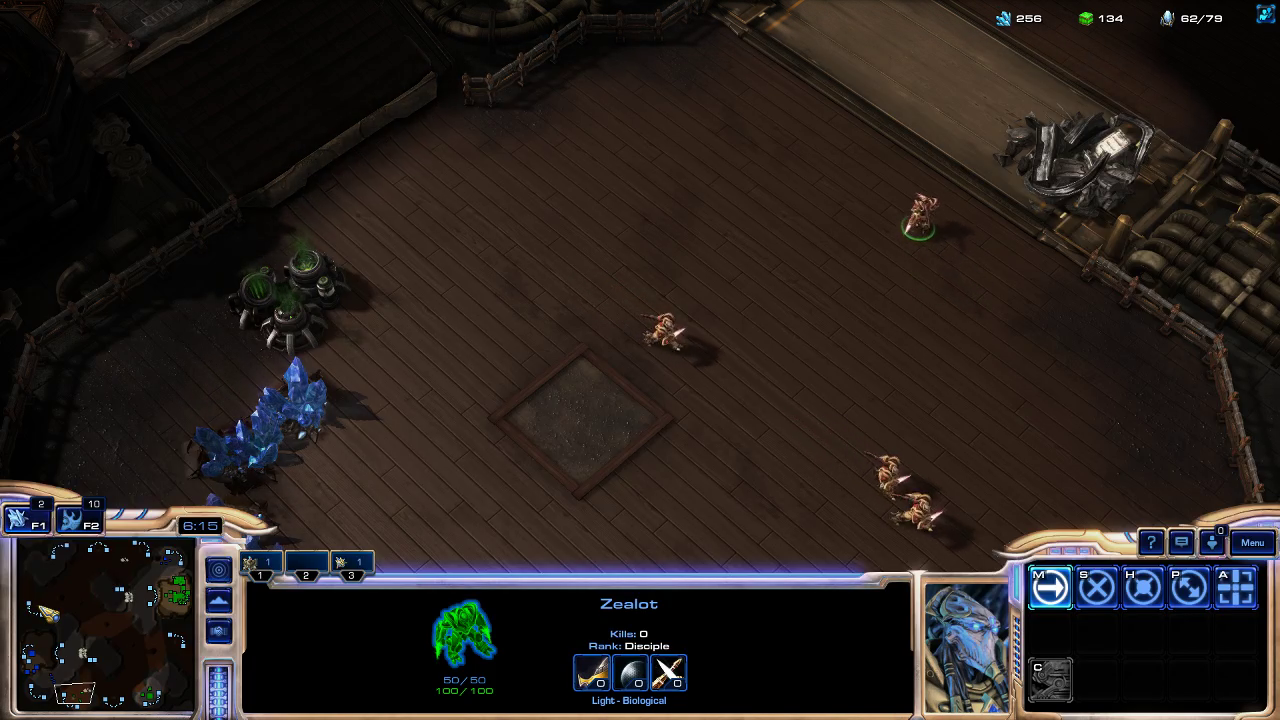 256 134 62/79
2 10
F1 F2
6:15
0
? Menu
1 1
1 2 3
M S H P A
Zealot
Kills: 0
Rank: Disciple
0 0 0
50/50
100/100
Light - Biological
C